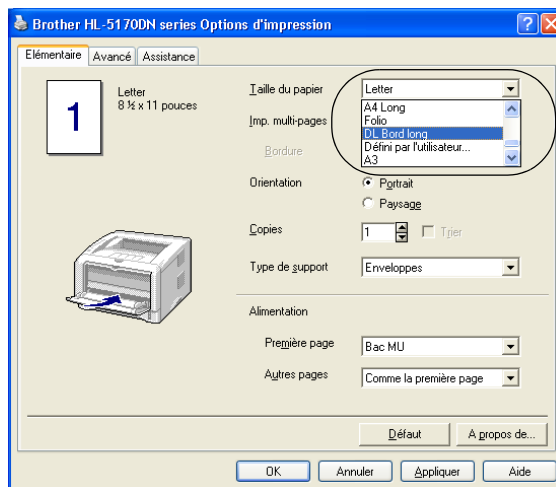 Brother HL-5170DN series Options d'impression
Elémentaire Avancé Assistance
1
Letter
8 ½ x 11 pouces
Taille du papier Letter
A4 Long
Folio
DL Bord long
Défini par l'utilisateur...
A3
Imp. multi-pages
Bordure
Orientation Portrait
Paysage
Copies 1 Trier
Type de support Enveloppes
Alimentation
Première page Bac MU
Autres pages Comme la première page
Défaut A propos de...
OK Annuler Appliquer Aide